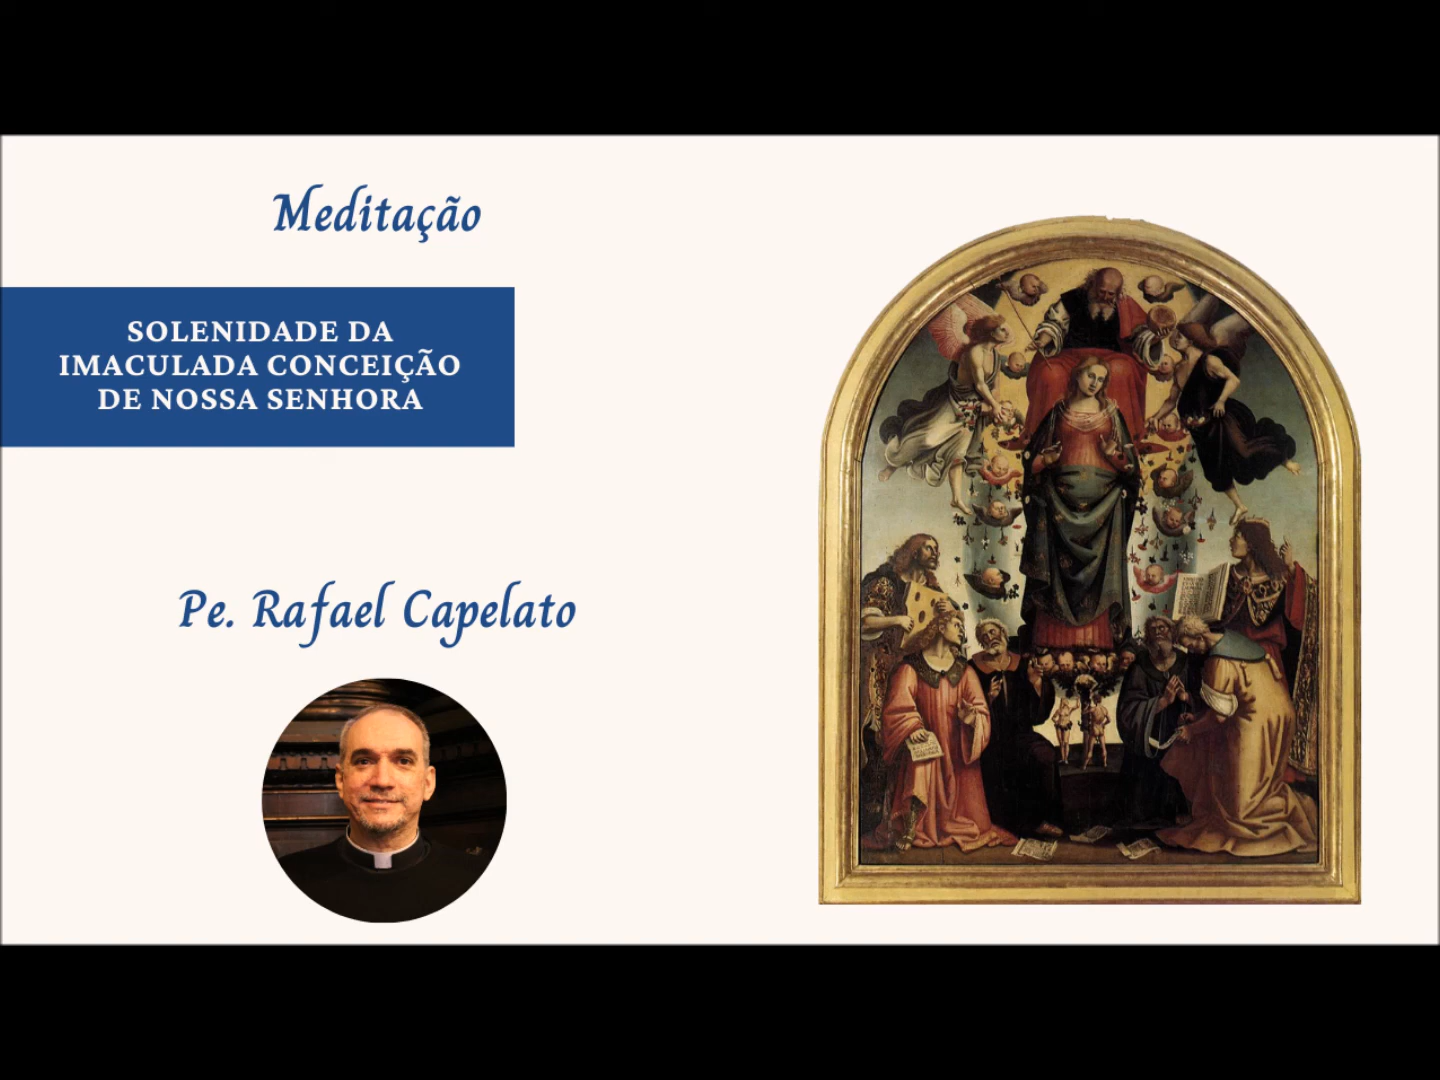 Meditação
SOLENIDADE DA
IMACULADA CONCEIÇÃO
DE NOSSA SENHORA
Pe. Rafael Capelato